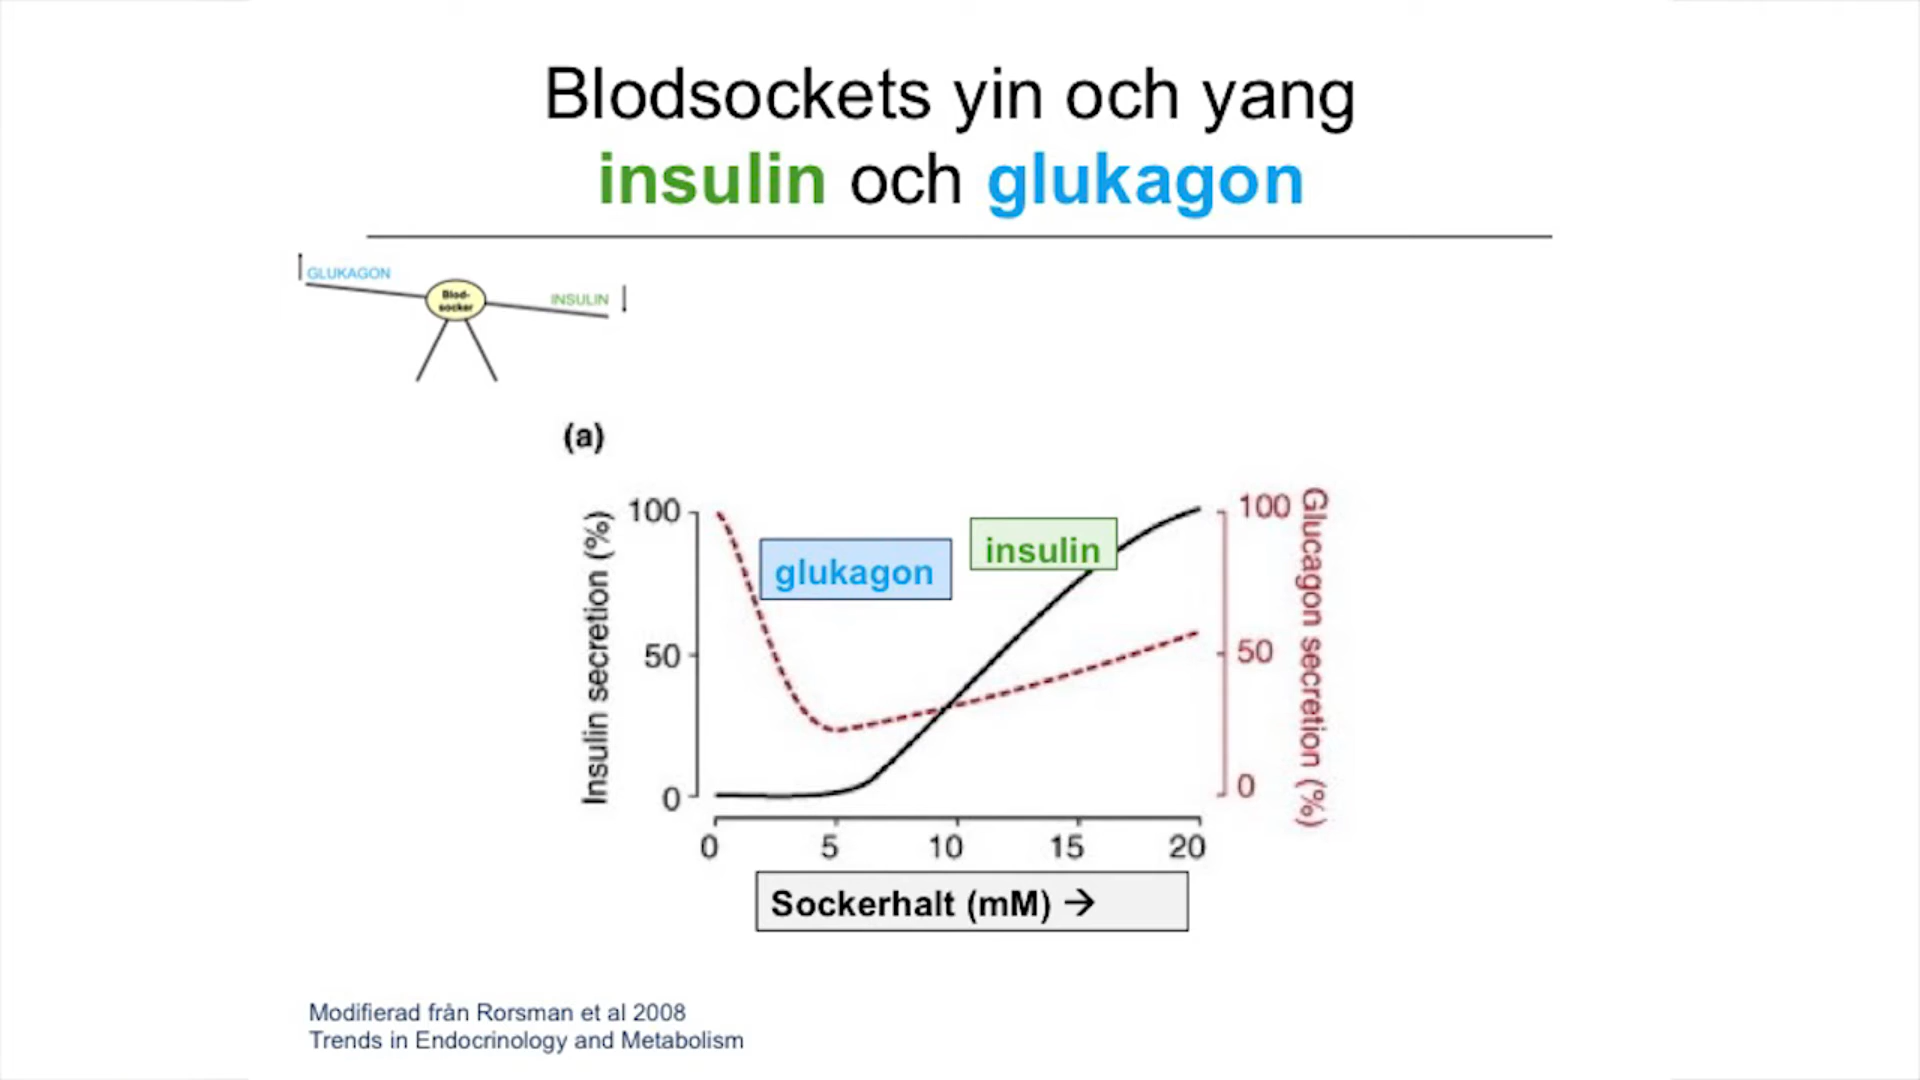 Blodsockets yin och yang
insulin och glukagon
GLUKAGON
Blod-
socker
INSULIN
(a)
Insulin secretion (%)
100
50
0
glukagon
insulin
100
50
0
Glucagon secretion (%)
0 5 10 15 20
Sockerhalt (mM) →
Modifierad från Rorsman et al 2008
Trends in Endocrinology and Metabolism